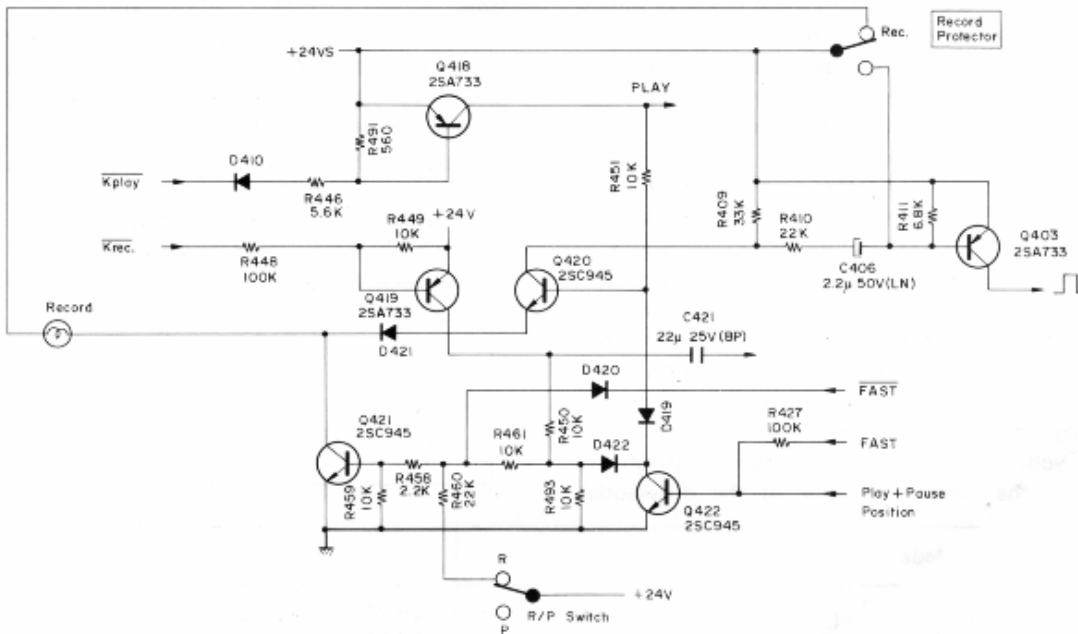 Rec.
Record
Protector
+24VS
Q418
2SA733
PLAY
R491
560
R451
10K
D410
Kplay
R446
5.6K
+24V
R409
33K
R410
22K
R411
6.8K
Q403
2SA733
Krec.
R449
10K
R448
100K
Q420
2SC945
C406
2.2μ 50V(LN)
Q419
2SA733
Record
D421
C421
22μ 25V(BP)
D420
FAST
D419
Q421
2SC945
R450
10K
R427
100K
FAST
R461
10K
D422
R458
2.2K
R459
10K
R460
22K
R493
10K
Q422
2SC945
Play + Pause
Position
R
+24V
R/P Switch
P